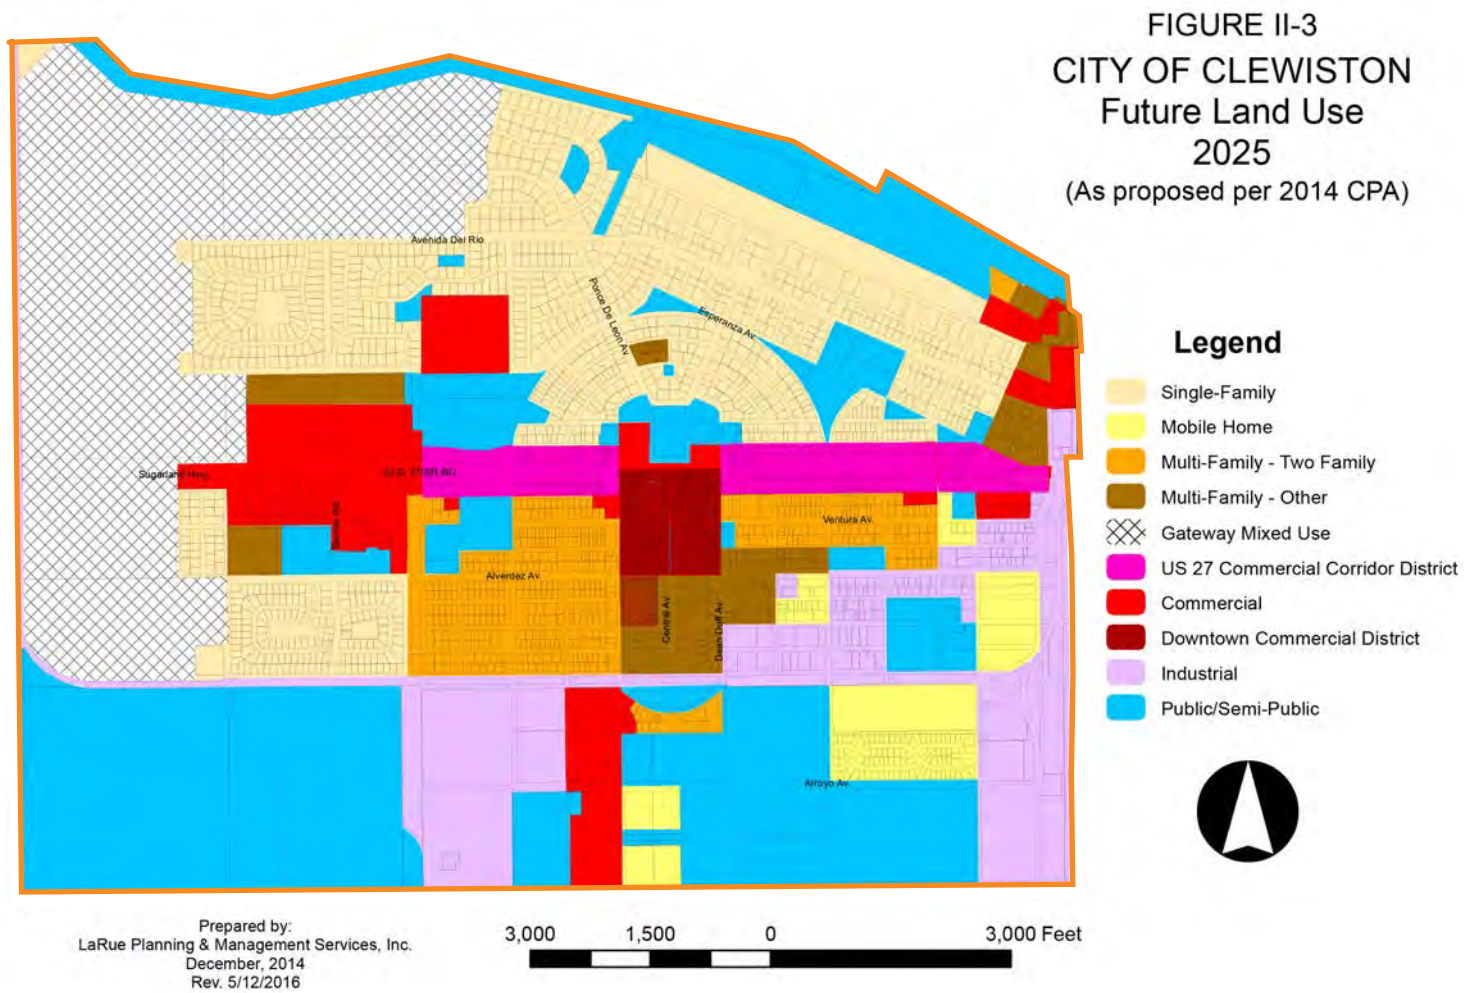 FIGURE II-3
CITY OF CLEWISTON
Future Land Use
2025
(As proposed per 2014 CPA)
Avenida Del Rio
Ponce De Leon Av
Esperanza Av
Sugarland Hwy.
Ventura Av.
Alverdez Av.
Central Av
Dean Duff Av
Arroyo Av.
Legend
Single-Family
Mobile Home
Multi-Family - Two Family
Multi-Family - Other
Gateway Mixed Use
US 27 Commercial Corridor District
Commercial
Downtown Commercial District
Industrial
Public/Semi-Public
Prepared by:
LaRue Planning & Management Services, Inc.
December, 2014
Rev. 5/12/2016
3,000 1,500 0 3,000 Feet